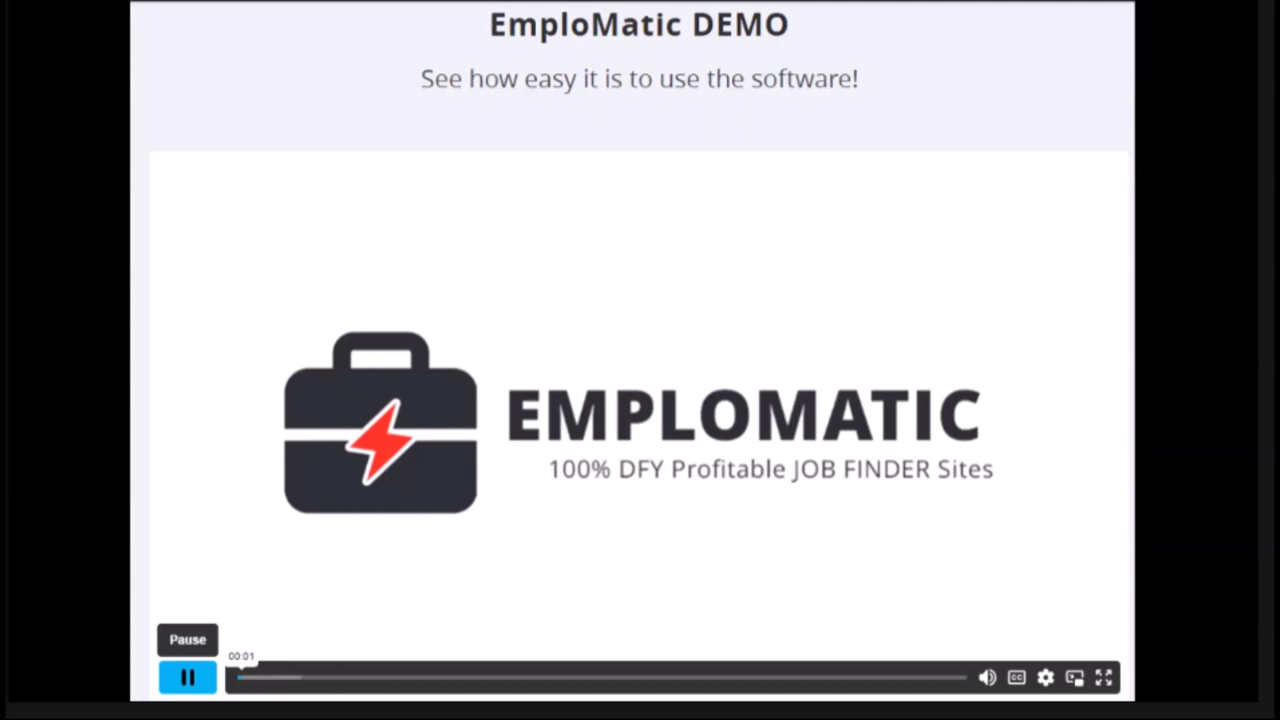 EmploMatic DEMO
See how easy it is to use the software!
EMPLOMATIC
100% DFY Profitable JOB FINDER Sites
Pause
00:01
CC